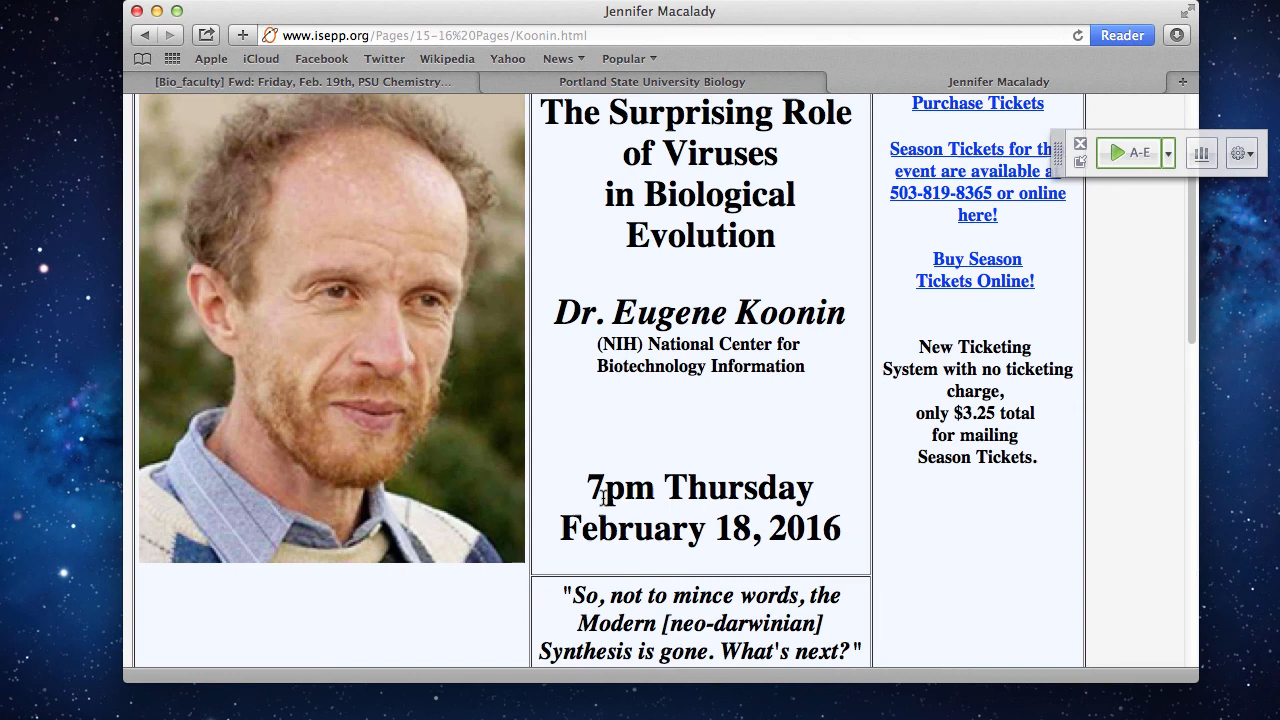 Jennifer Macalady
www.isepp.org/Pages/15-16%20Pages/Koonin.html
Reader
Apple iCloud Facebook Twitter Wikipedia Yahoo News Popular
[Bio_faculty] Fwd: Friday, Feb. 19th, PSU Chemistry...
Portland State University Biology
Jennifer Macalady
The Surprising Role
of Viruses
in Biological
Evolution
Dr. Eugene Koonin
(NIH) National Center for
Biotechnology Information
7pm Thursday
February 18, 2016
"So, not to mince words, the
Modern [neo-darwinian]
Synthesis is gone. What's next?"
Purchase Tickets
Season Tickets for
event are available
503-819-8365 or online
here!
Buy Season
Tickets Online!
New Ticketing
System with no ticketing
charge,
only $3.25 total
for mailing
Season Tickets.
A-E